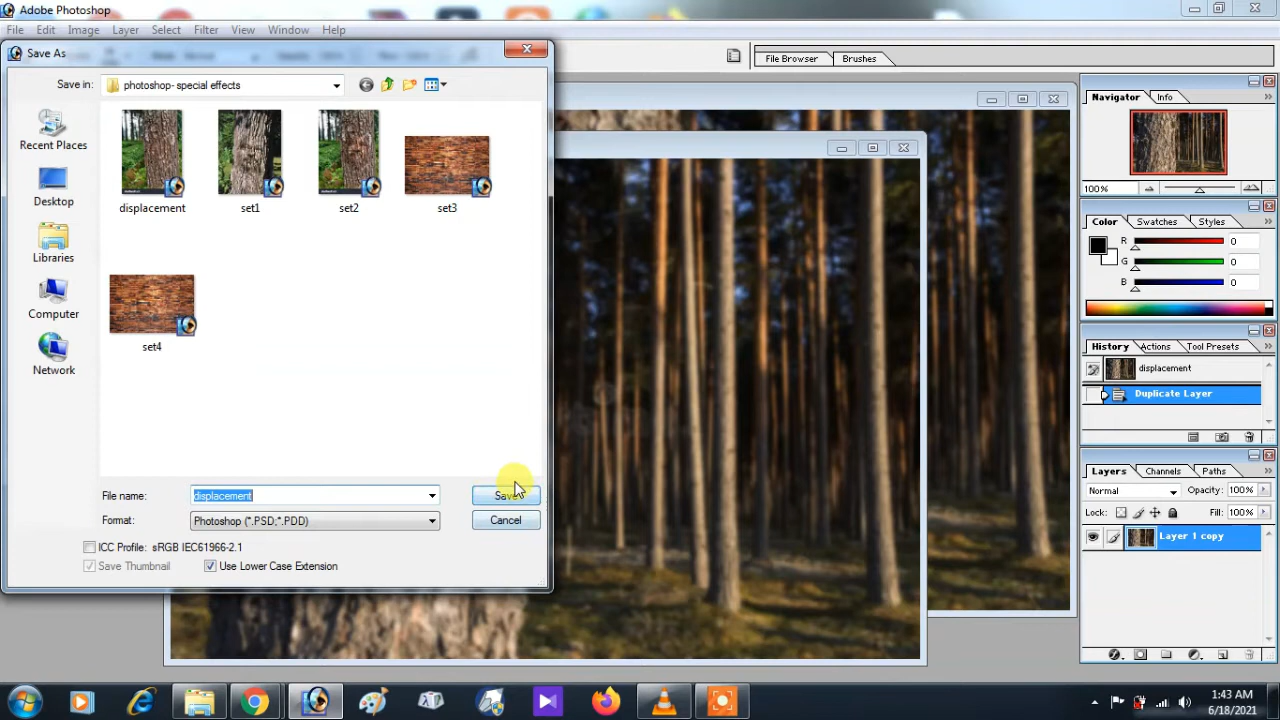 Adobe Photoshop
File Edit Image Layer Select Filter View Window Help
Save As
Save in: photoshop- special effects
File Browser Brushes
Recent Places
Desktop
Libraries
Computer
Network
displacement set1 set2 set3
set4
File name: displacement Save
Format: Photoshop (*.PSD;*.PDD) Cancel
ICC Profile: sRGB IEC61966-2.1
Save Thumbnail Use Lower Case Extension
Navigator Info
100%
Color Swatches Styles
R 0
G 0
B 0
History Actions Tool Presets
displacement
Duplicate Layer
Layers Channels Paths
Normal Opacity: 100%
Lock: Fill: 100%
Layer 1 copy
1:43 AM
6/18/2021